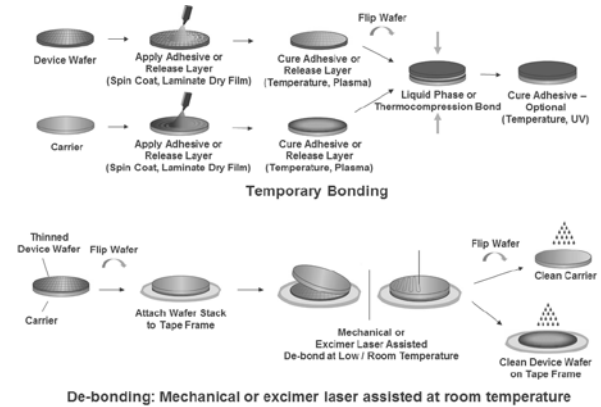 Flip Wafer
Device Wafer
Apply Adhesive or
Release Layer
(Spin Coat, Laminate Dry Film)
Cure Adhesive or
Release Layer
(Temperature, Plasma)
Liquid Phase or
Thermocompression Bond
Cure Adhesive –
Optional
(Temperature, UV)
Carrier
Apply Adhesive or
Release Layer
(Spin Coat, Laminate Dry Film)
Cure Adhesive or
Release Layer
(Temperature, Plasma)
Temporary Bonding
Thinned
Device Wafer
Flip Wafer
Carrier
Attach Wafer Stack
to Tape Frame
Mechanical or
Excimer Laser Assisted
De-bond at Low / Room Temperature
Flip Wafer
Clean Carrier
Clean Device Wafer
on Tape Frame
De-bonding: Mechanical or excimer laser assisted at room temperature